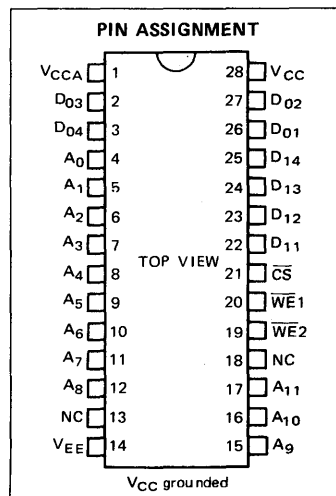 PIN ASSIGNMENT
VCCA 1 28 VCC
D03 2 27 D02
D04 3 26 D01
A0 4 25 D14
A1 5 24 D13
A2 6 23 D12
A3 7 22 D11
TOP VIEW
A4 8 21 C̅S̅
A5 9 20 W̅E̅1
A6 10 19 W̅E̅2
A7 11 18 NC
A8 12 17 A11
NC 13 16 A10
VEE 14 15 A9
VCC grounded